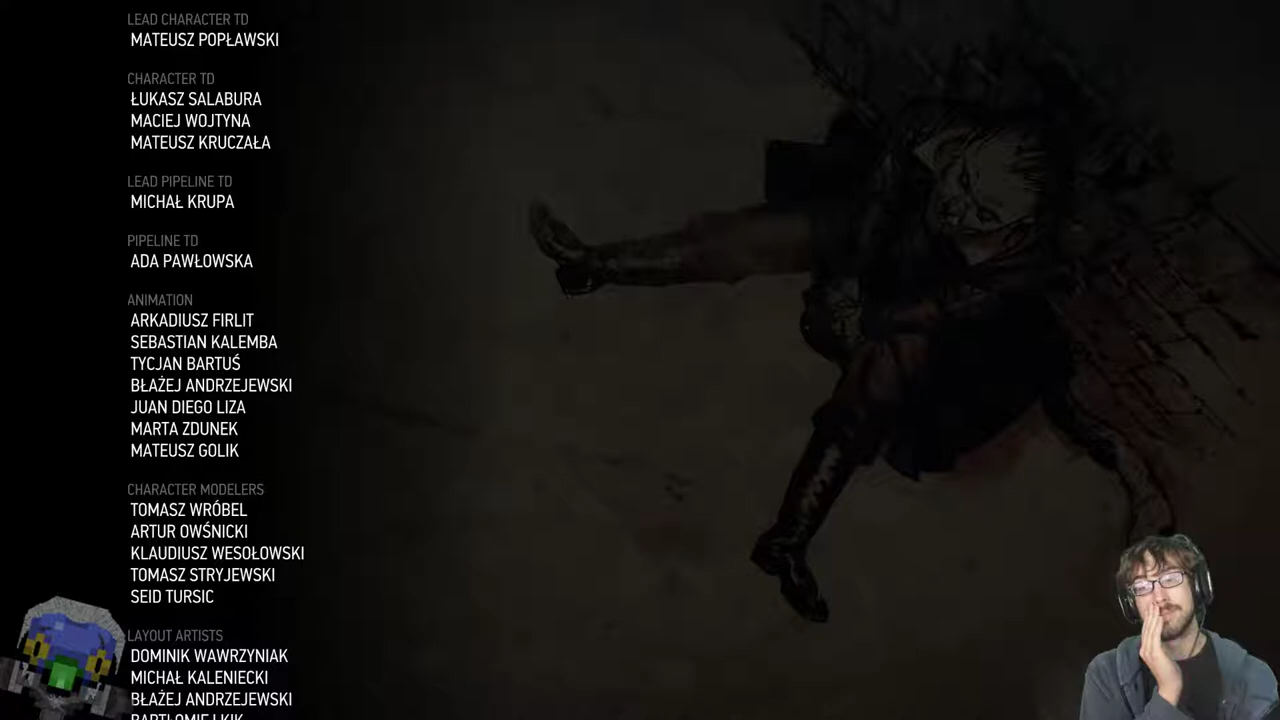 LEAD CHARACTER TD
MATEUSZ POPŁAWSKI
CHARACTER TD
ŁUKASZ SALABURA
MACIEJ WOJTYNA
MATEUSZ KRUCZAŁA
LEAD PIPELINE TD
MICHAŁ KRUPA
PIPELINE TD
ADA PAWŁOWSKA
ANIMATION
ARKADIUSZ FIRLIT
SEBASTIAN KALEMBA
TYCJAN BARTUŚ
BŁAŻEJ ANDRZEJEWSKI
JUAN DIEGO LIZA
MARTA ZDUNEK
MATEUSZ GOLIK
CHARACTER MODELERS
TOMASZ WRÓBEL
ARTUR OWŚNICKI
KLAUDIUSZ WESOŁOWSKI
TOMASZ STRYJEWSKI
SEID TURSIC
LAYOUT ARTISTS
DOMINIK WAWRZYNIAK
MICHAŁ KALENIECKI
BŁAŻEJ ANDRZEJEWSKI